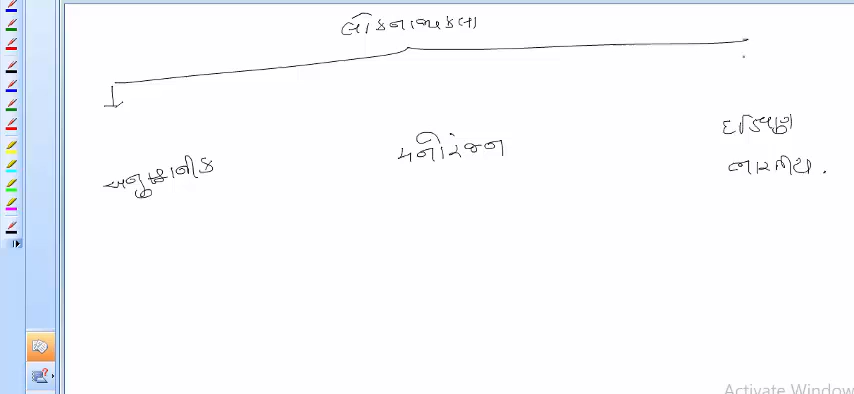 લોકનાટ્યકલા
અનુષ્ઠાનીક
મનોરંજન
દક્ષિણ
ભારતીય.
Activate Window